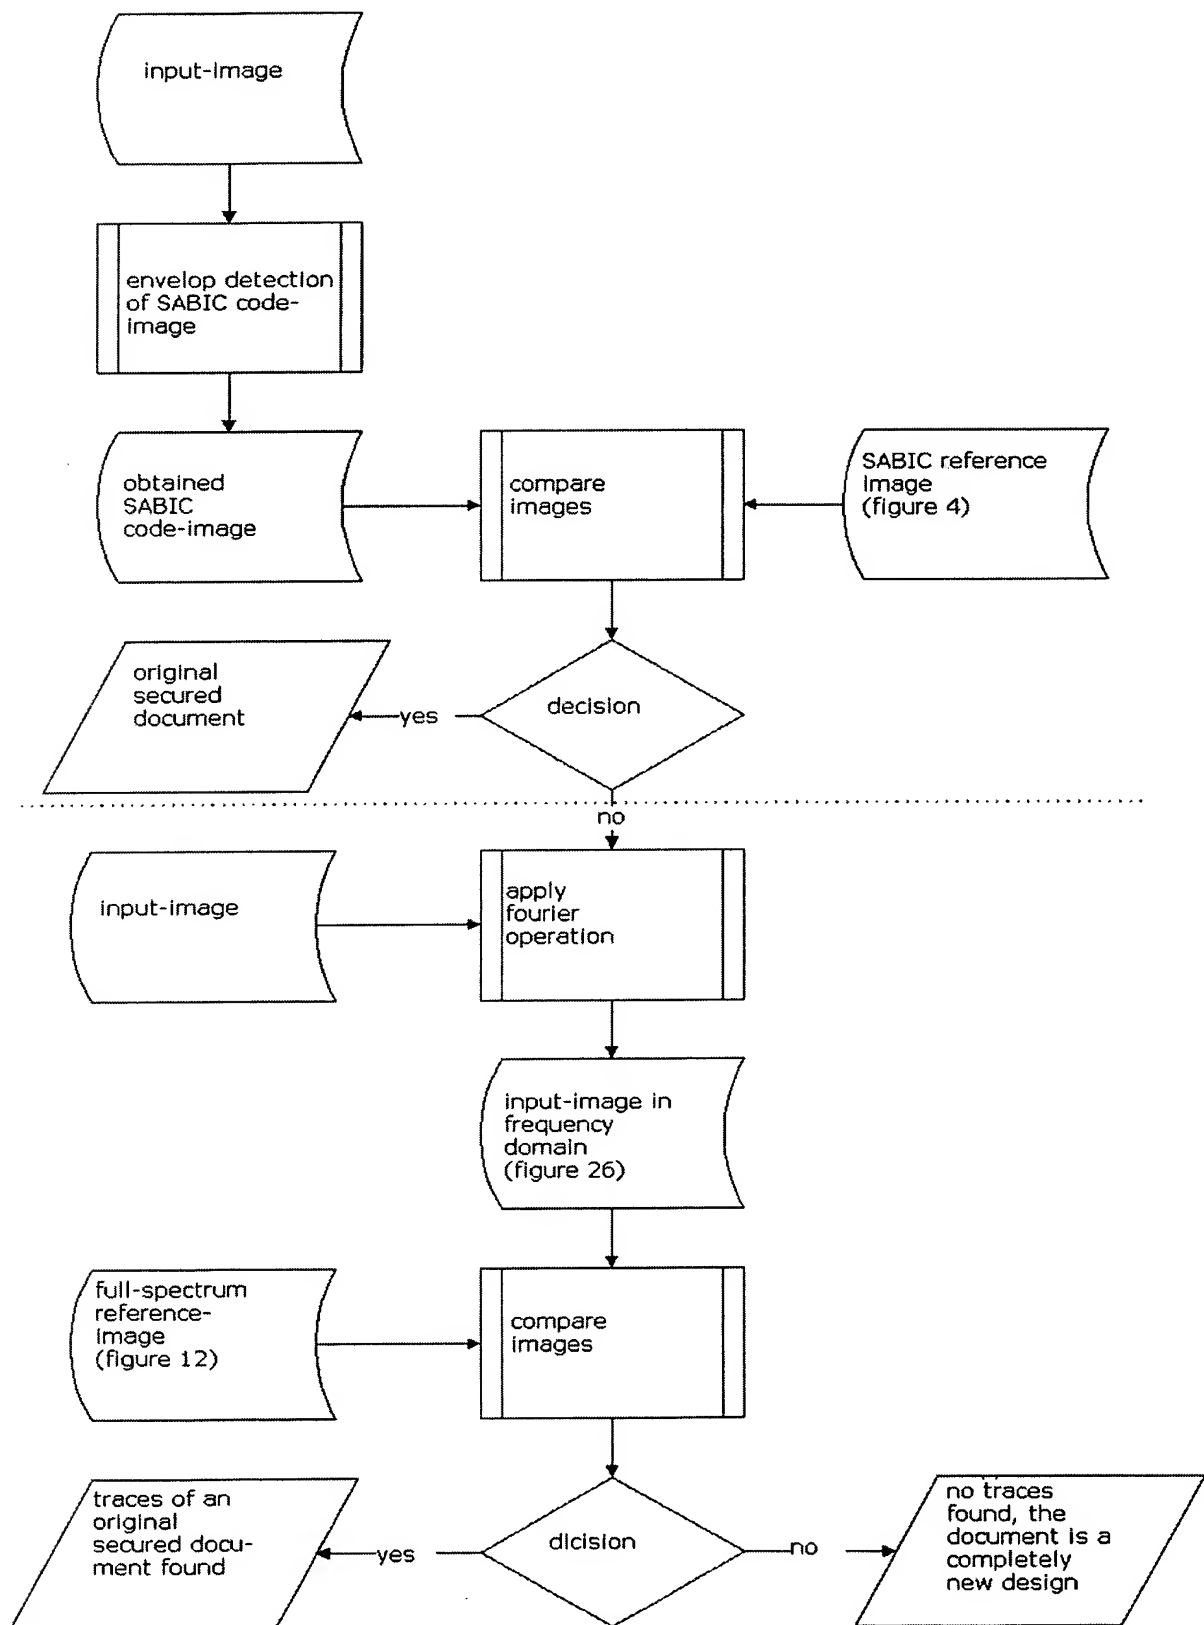 input-image
envelop detection
of SABIC code-
image
obtained
SABIC
code-image
compare
images
SABIC reference
image
(figure 4)
original
secured
document
yes
decision
no
input-image
apply
fourier
operation
input-image in
frequency
domain
(figure 26)
full-spectrum
reference-
image
(figure 12)
compare
images
traces of an
original
secured docu-
ment found
yes
dicision
no
no traces
found, the
document is a
completely
new design